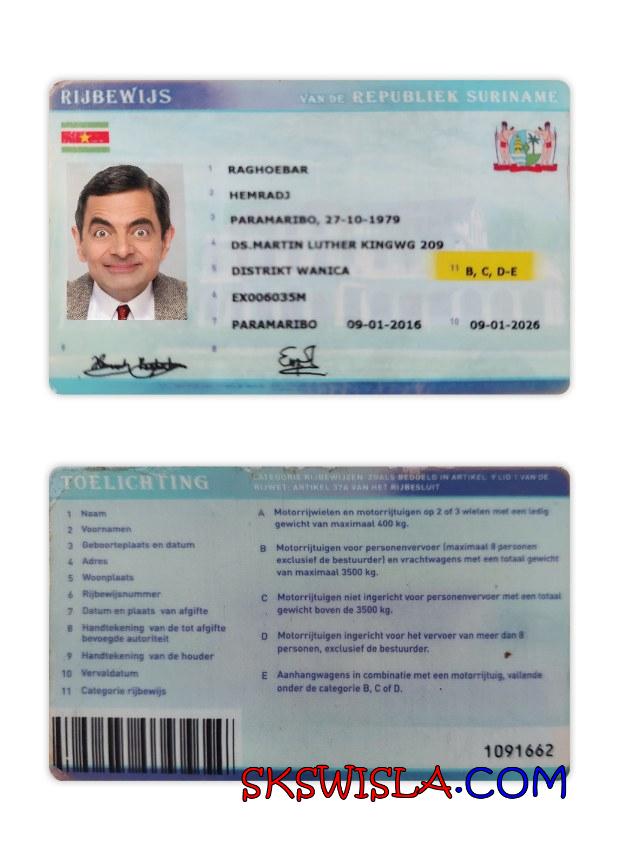 RIJBEWIJS VAN DE REPUBLIEK SURINAME
1 RAGHOEBAR
2 HEMRADJ
3 PARAMARIBO, 27-10-1979
4 DS.MARTIN LUTHER KINGWG 209
5 DISTRIKT WANICA 11 B, C, D-E
6 EX006035M
7 PARAMARIBO 09-01-2016 10 09-01-2026
9 8
TOELICHTING
CATEGORIE RIJBEWIJZEN ZOALS BEDOELD IN ARTIKEL 9 LID 1 VAN DE
RIJWET; ARTIKEL 37A VAN HET RIJBESLUIT
1 Naam
2 Voornamen
3 Geboorteplaats en datum
4 Adres
5 Woonplaats
6 Rijbewijsnummer
7 Datum en plaats van afgifte
8 Handtekening van de tot afgifte
bevoegde autoriteit
9 Handtekening van de houder
10 Vervaldatum
11 Categorie rijbewijs
A Motorrijwielen en motorrijtuigen op 2 of 3 wielen met een ledig
gewicht van maximaal 400 kg.
B Motorrijtuigen voor personenvervoer (maximaal 8 personen
exclusief de bestuurder) en vrachtwagens met een totaal gewicht
van maximaal 3500 kg.
C Motorrijtuigen niet ingericht voor personenvervoer met een totaal
gewicht boven de 3500 kg.
D Motorrijtuigen ingericht voor het vervoer van meer dan 8
personen, exclusief de bestuurder.
E Aanhangwagens in combinatie met een motorrijtuig, vallende
onder de categorie B, C of D.
1091662
SKSWISLA.COM